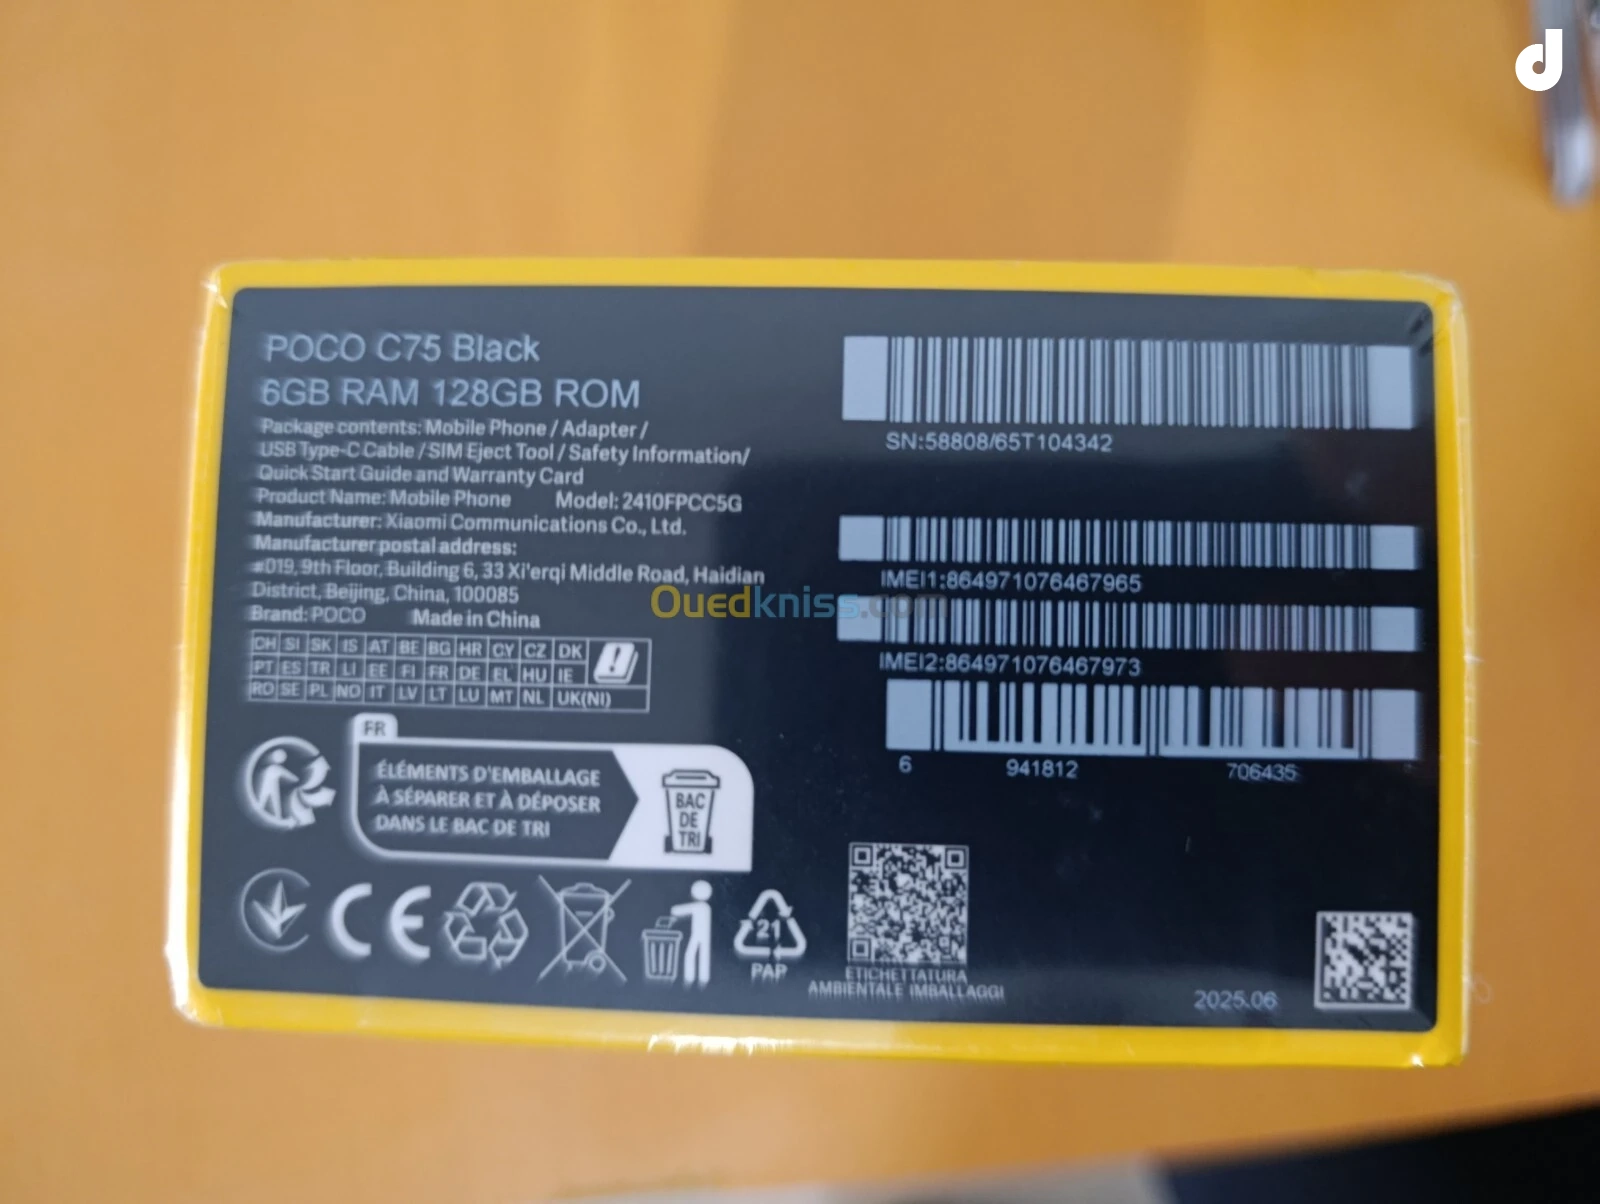 POCO C75 Black
6GB RAM 128GB ROM
Package contents: Mobile Phone / Adapter /
USB Type-C Cable / SIM Eject Tool / Safety Information/
Quick Start Guide and Warranty Card
Product Name: Mobile Phone Model: 2410FPCC5G
Manufacturer: Xiaomi Communications Co., Ltd.
Manufacturer postal address:
#019, 9th Floor, Building 6, 33 Xi'erqi Middle Road, Haidian
District, Beijing, China, 100085
Brand: POCO Made in China
CH SI SK IS AT BE BG HR CY CZ DK
PT ES TR LI EE FI FR DE EL HU IE
RO SE PL NO IT LV LT LU MT NL UK(NI)
FR
ÉLÉMENTS D'EMBALLAGE
À SÉPARER ET À DÉPOSER
DANS LE BAC DE TRI
BAC
DE
TRI
CE
21
PAP
SN:58808/65T104342
IMEI1:864971076467965
IMEI2:864971076467973
6 941812 706435
ETICHETTATURA
AMBIENTALE IMBALLAGGI
2025.06
Ouedkniss.com
d